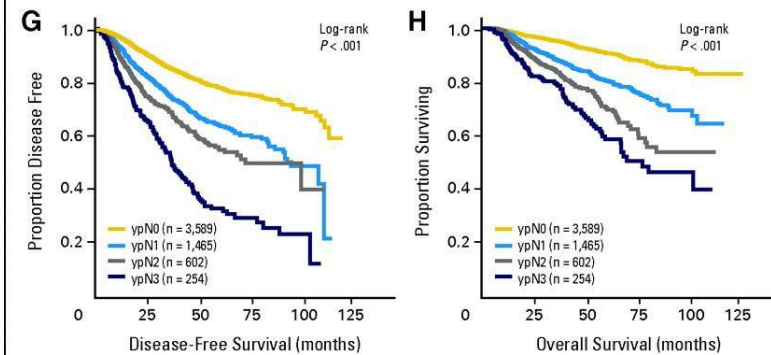 G
Log-rank
P < .001
Proportion Disease Free
1.0
0.8
0.6
0.4
0.2
0
ypN0 (n = 3,589)
ypN1 (n = 1,465)
ypN2 (n = 602)
ypN3 (n = 254)
25 50 75 100 125
Disease-Free Survival (months)
H
Log-rank
P < .001
Proportion Surviving
1.0
0.8
0.6
0.4
0.2
0
ypN0 (n = 3,589)
ypN1 (n = 1,465)
ypN2 (n = 602)
ypN3 (n = 254)
25 50 75 100 125
Overall Survival (months)